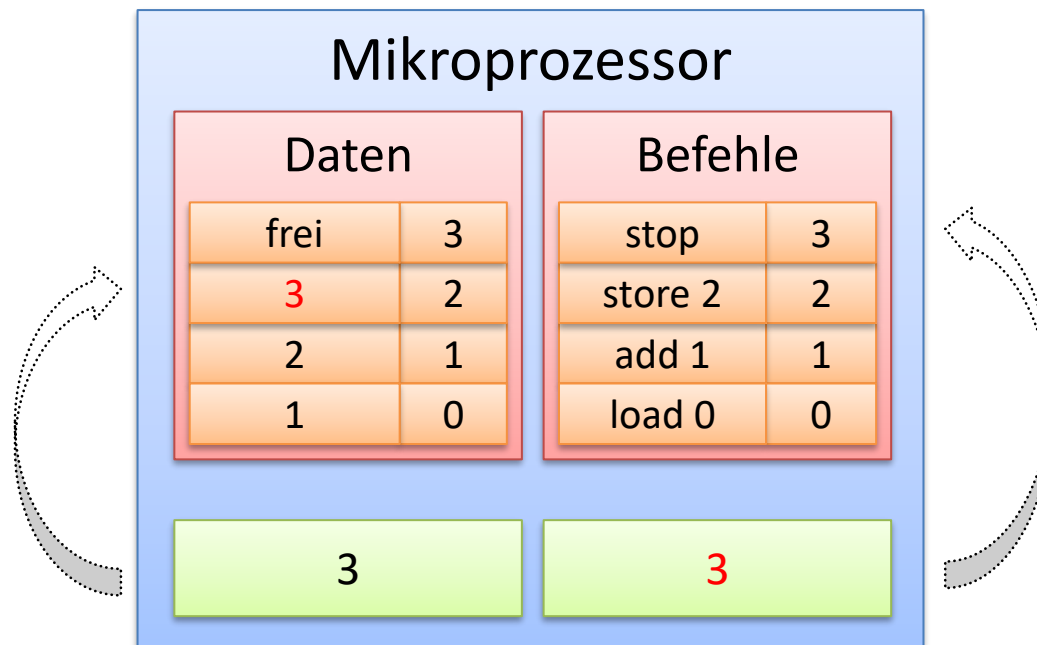 Mikroprozessor
Daten
frei 3
3 2
2 1
1 0
Befehle
stop 3
store 2 2
add 1 1
load 0 0
3
3